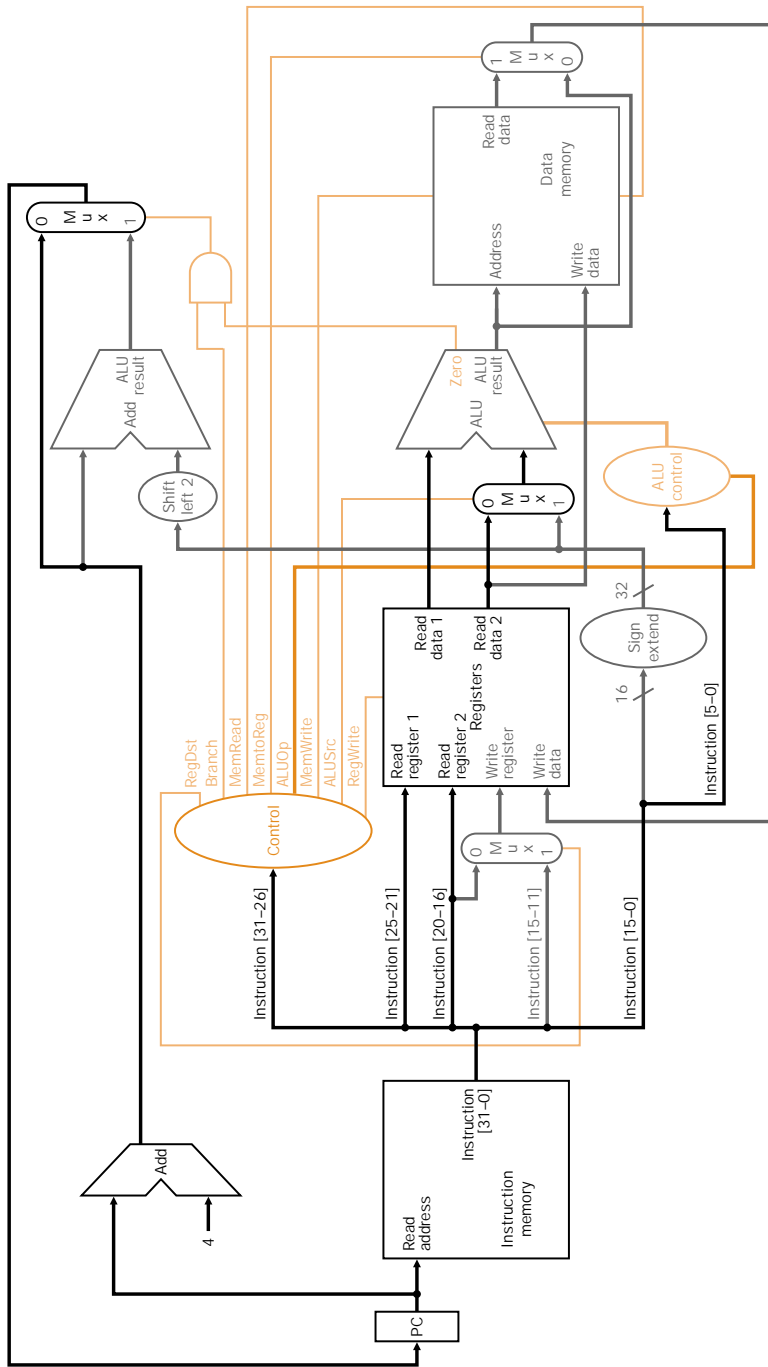 PC
4
Add
Read
address
Instruction
memory
Instruction
[31–0]
Instruction [31–26]
Instruction [25–21]
Instruction [20–16]
Instruction [15–11]
Instruction [15–0]
Instruction [5–0]
Control
RegDst
Branch
MemRead
MemtoReg
ALUOp
MemWrite
ALUSrc
RegWrite
0
M
u
x
1
Read
register 1
Read
register 2
Registers
Write
register
Write
data
Read
data 1
Read
data 2
16
Sign
extend
32
Shift
left 2
0
M
u
x
1
ALU
control
Add
ALU
result
Zero
ALU
ALU
result
0
M
u
x
1
Address
Write
data
Data
memory
Read
data
1
M
u
x
0